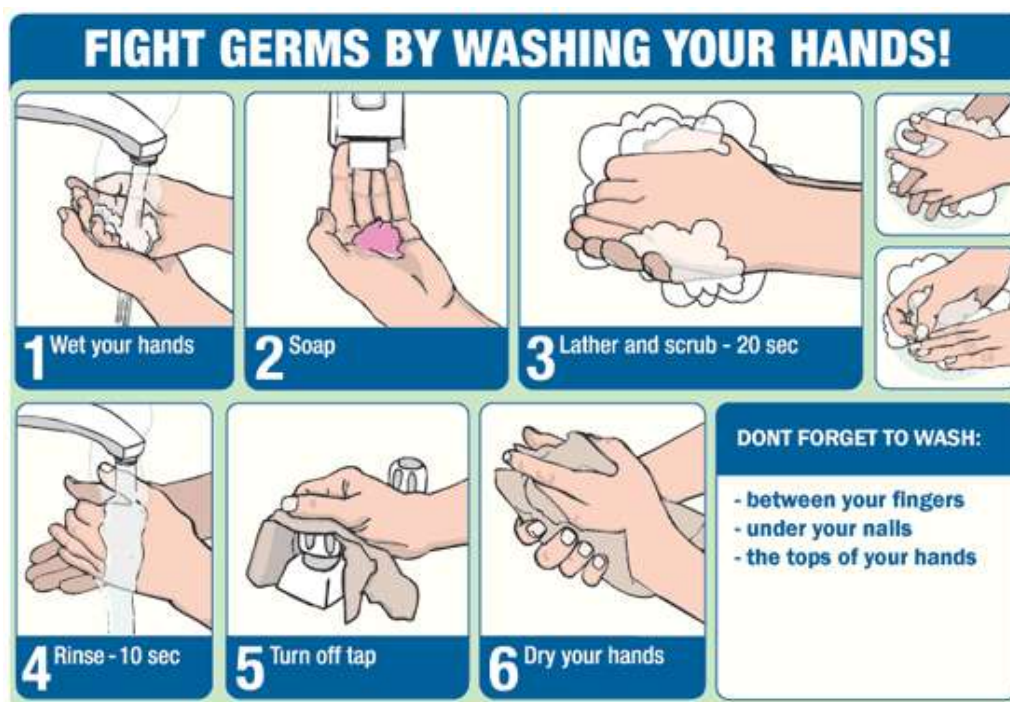 FIGHT GERMS BY WASHING YOUR HANDS!
1 Wet your hands
2 Soap
3 Lather and scrub - 20 sec
4 Rinse - 10 sec
5 Turn off tap
6 Dry your hands
DONT FORGET TO WASH:
- between your fingers
- under your nails
- the tops of your hands